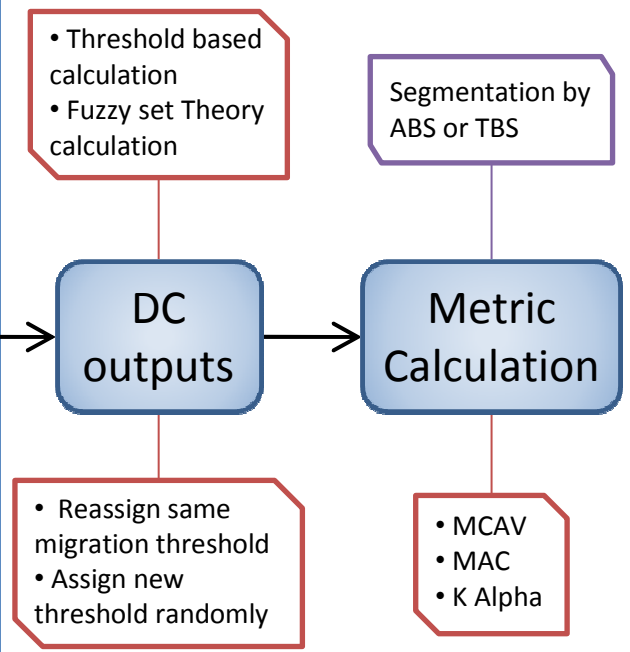 • Threshold based
calculation
• Fuzzy set Theory
calculation
Segmentation by
ABS or TBS
DC
outputs
Metric
Calculation
• Reassign same
migration threshold
• Assign new
threshold randomly
• MCAV
• MAC
• K Alpha